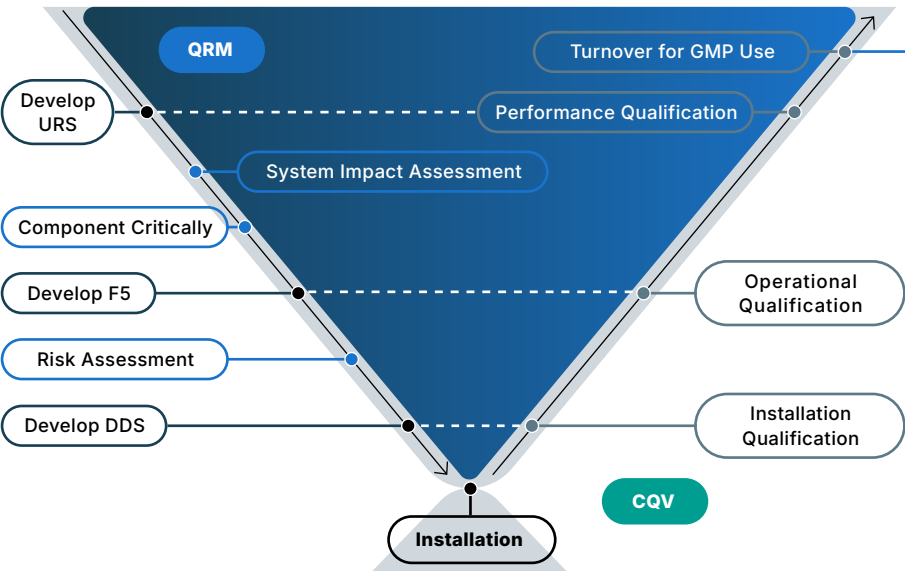 QRM
Turnover for GMP Use
Develop
URS
Performance Qualification
System Impact Assessment
Component Critically
Develop F5
Operational
Qualification
Risk Assessment
Develop DDS
Installation
Qualification
CQV
Installation